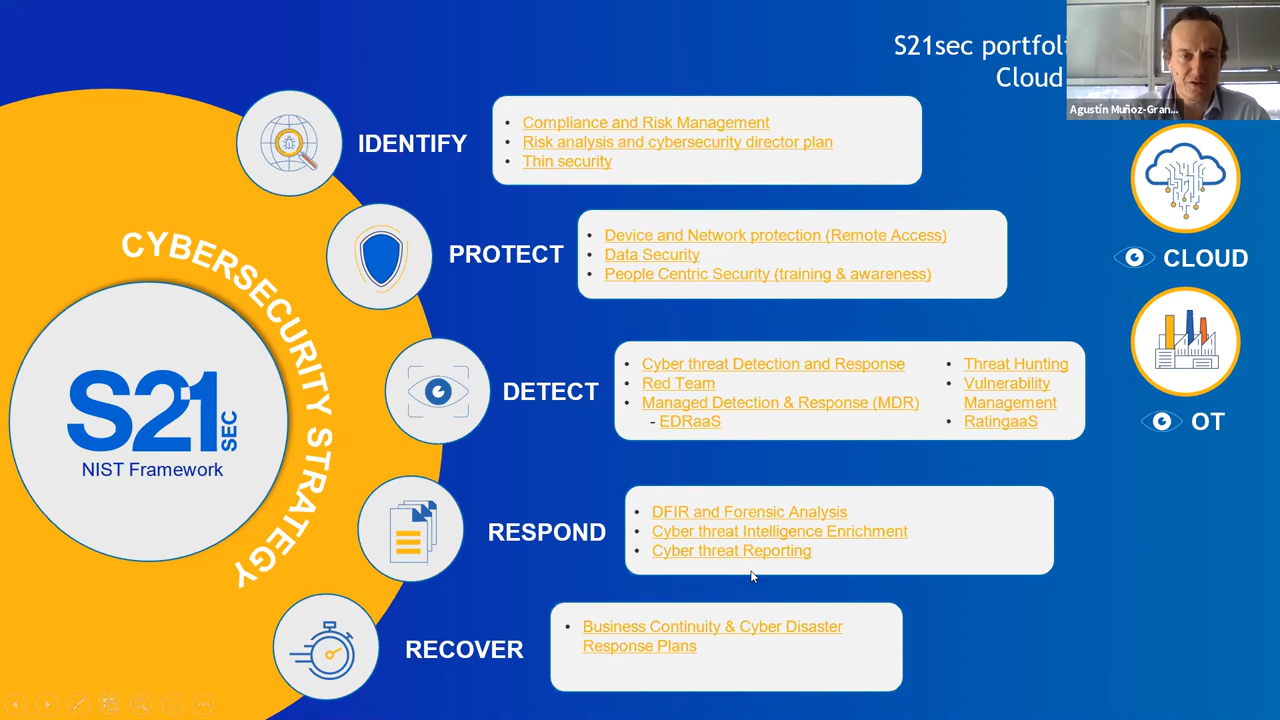 S21sec portfol
Cloud
Agustín Muñoz-Gran...
IDENTIFY
• Compliance and Risk Management
• Risk analysis and cybersecurity director plan
• Thin security
PROTECT
• Device and Network protection (Remote Access)
• Data Security
• People Centric Security (training & awareness)
CLOUD
DETECT
• Cyber threat Detection and Response
• Red Team
• Managed Detection & Response (MDR)
- EDRaaS
• Threat Hunting
• Vulnerability
Management
• RatingaaS
OT
CYBERSECURITY STRATEGY
S21
SEC
NIST Framework
RESPOND
• DFIR and Forensic Analysis
• Cyber threat Intelligence Enrichment
• Cyber threat Reporting
RECOVER
• Business Continuity & Cyber Disaster
Response Plans